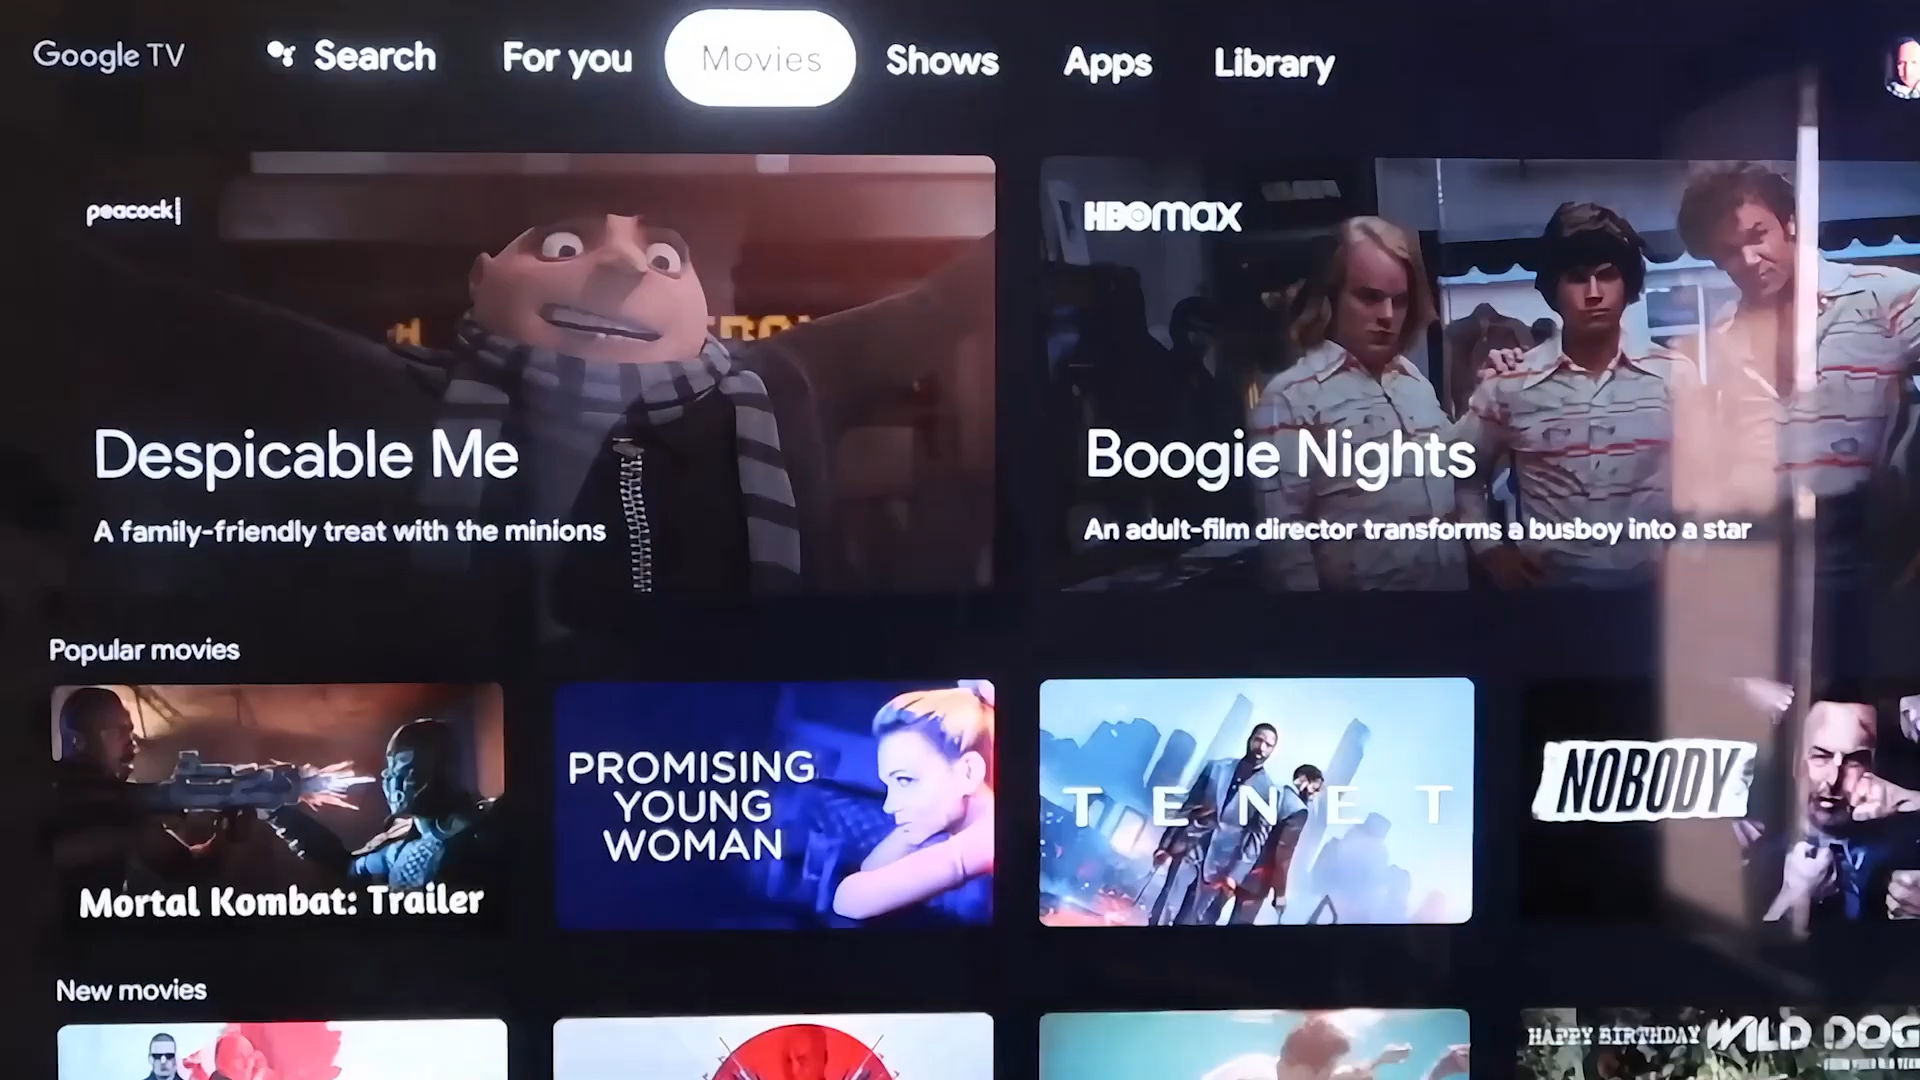 Google TV
Search
For you
Movies
Shows
Apps
Library
peacock
HBOmax
Despicable Me
A family-friendly treat with the minions
Boogie Nights
An adult-film director transforms a busboy into a star
Popular movies
Mortal Kombat: Trailer
PROMISING
YOUNG
WOMAN
TENET
NOBODY
New movies
HAPPY BIRTHDAY WILD DOG